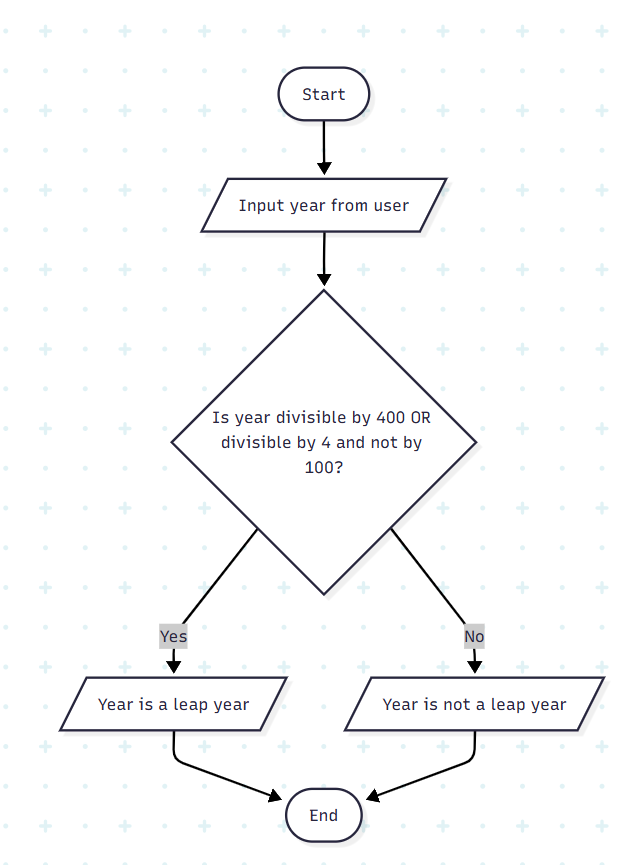 Start
Input year from user
Is year divisible by 400 OR
divisible by 4 and not by
100?
Yes
No
Year is a leap year
Year is not a leap year
End